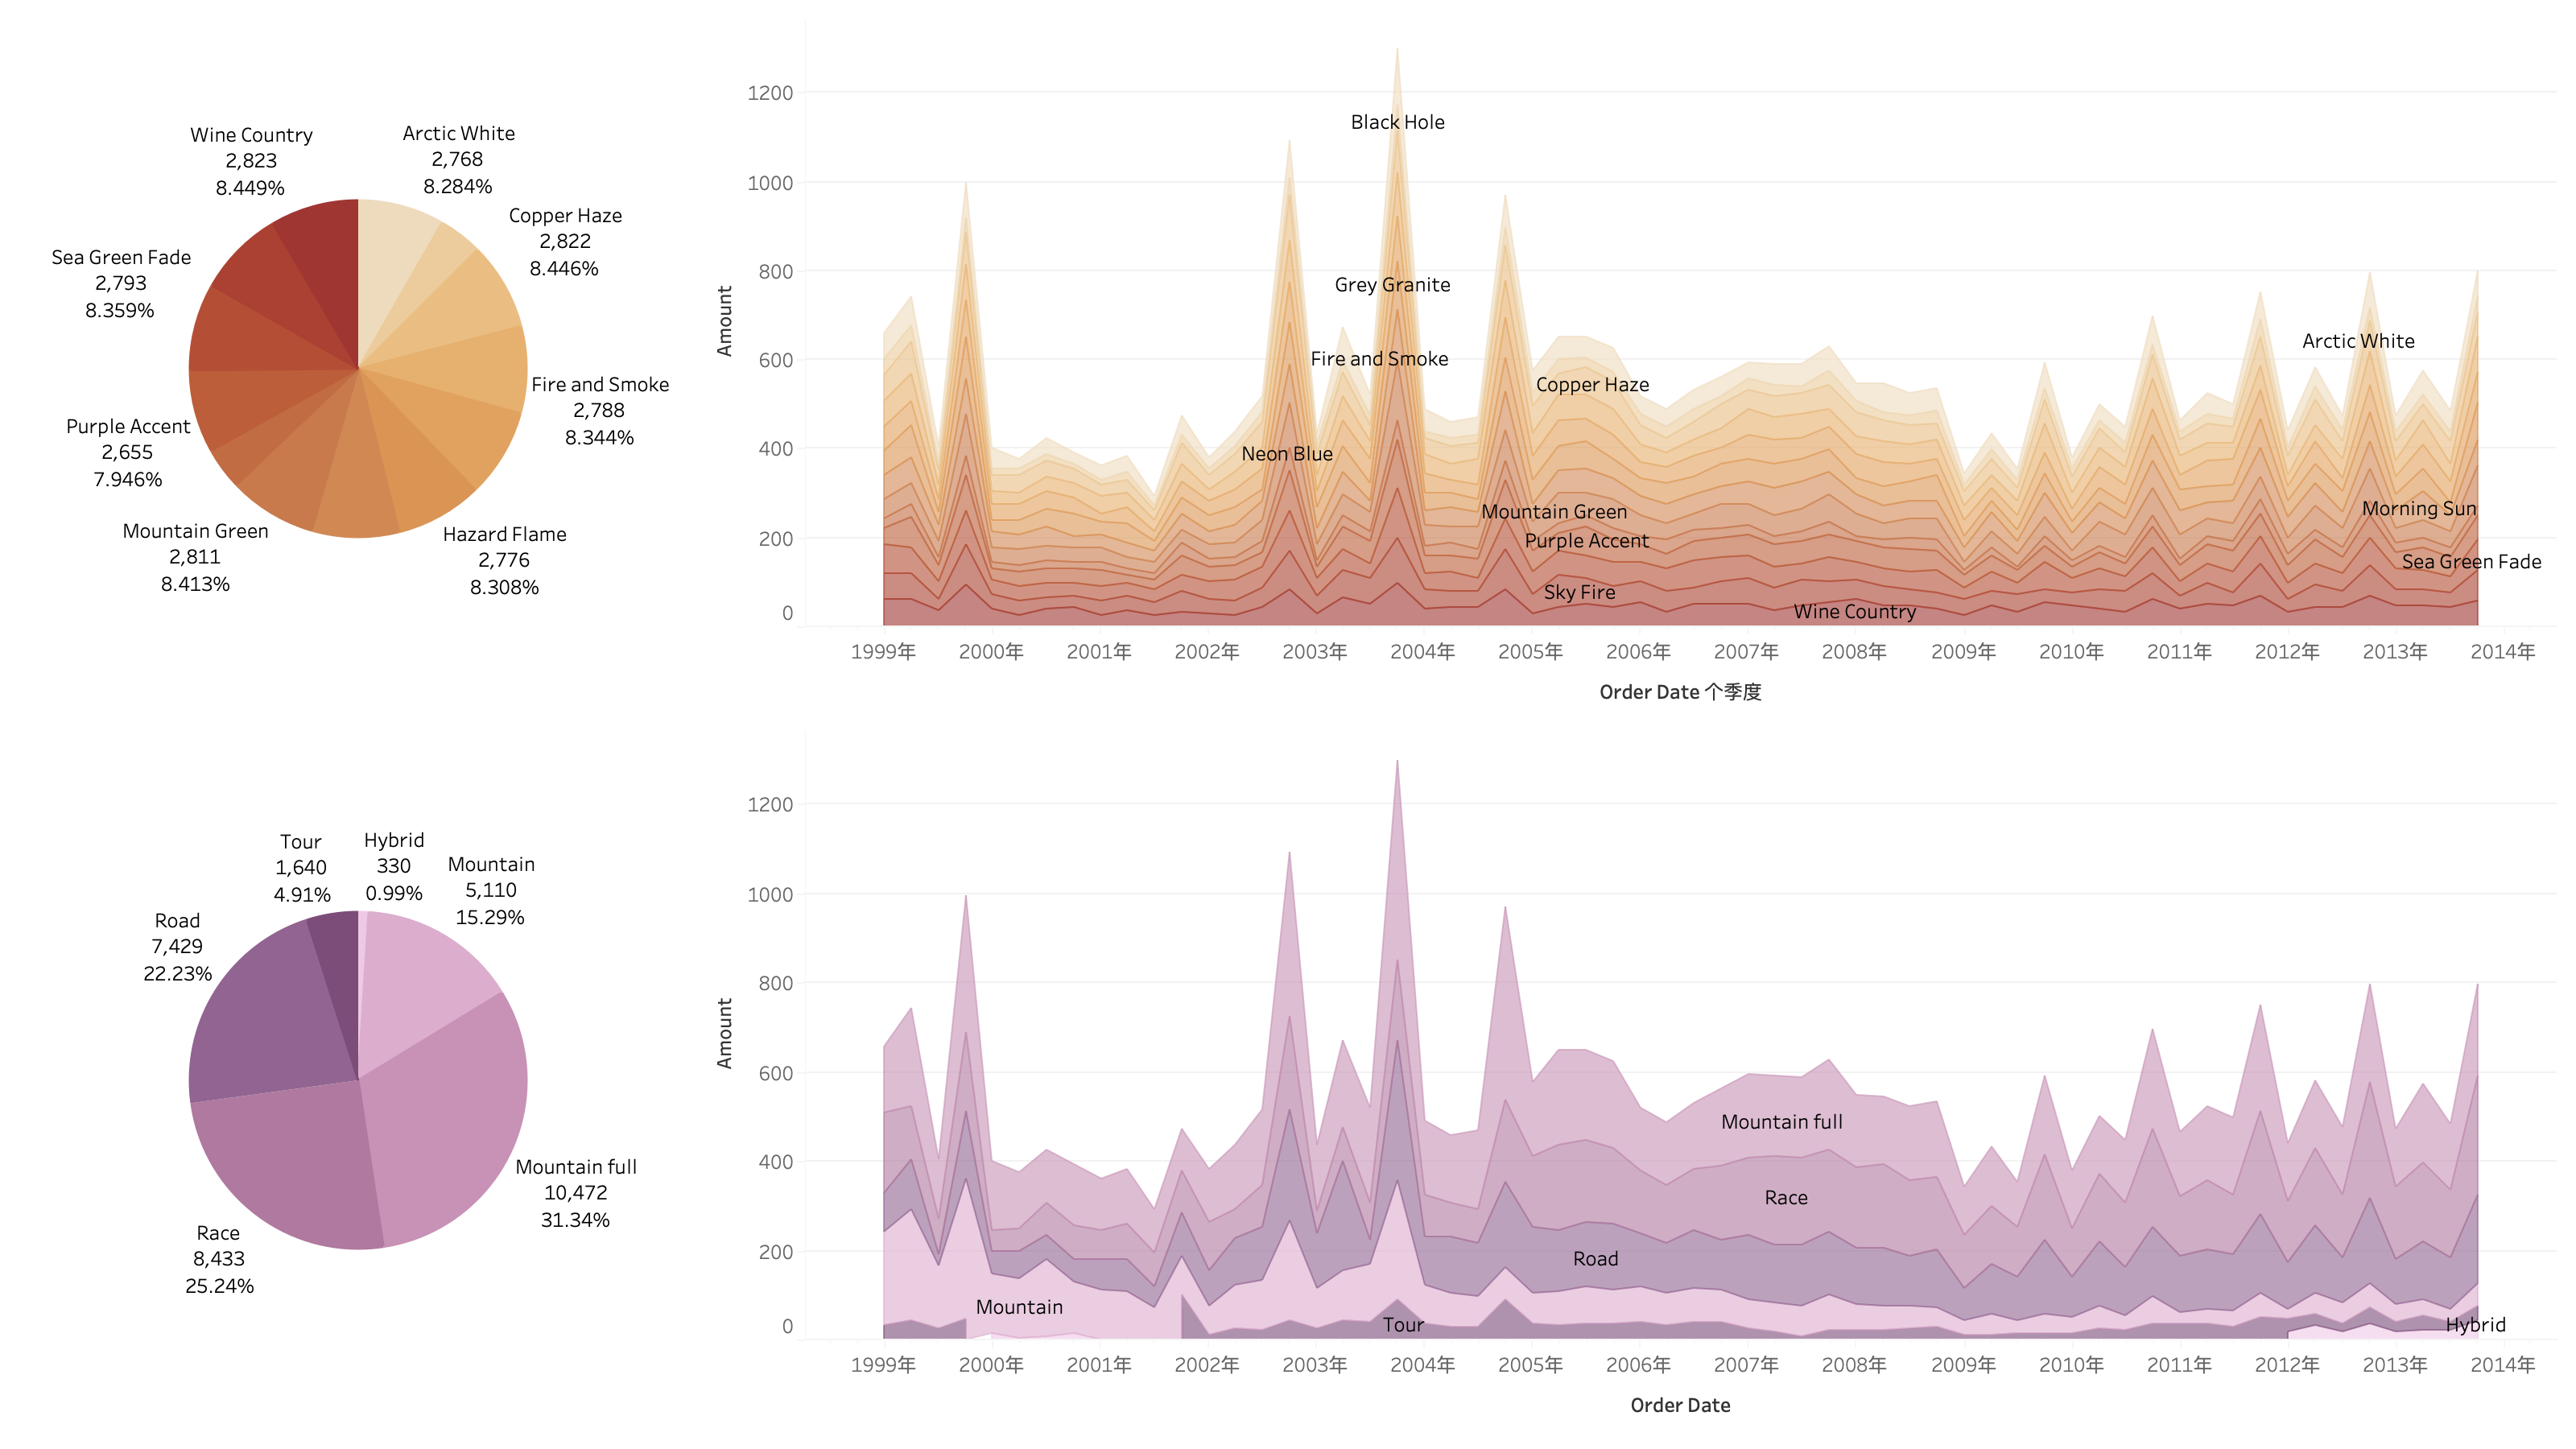 Wine Country
2,823
8.449%
Arctic White
2,768
8.284%
Copper Haze
2,822
8.446%
Sea Green Fade
2,793
8.359%
Fire and Smoke
2,788
8.344%
Purple Accent
2,655
7.946%
Mountain Green
2,811
8.413%
Hazard Flame
2,776
8.308%
Amount
1200
1000
800
600
400
200
0
Black Hole
Grey Granite
Fire and Smoke
Arctic White
Copper Haze
Neon Blue
Mountain Green
Morning Sun
Purple Accent
Sea Green Fade
Sky Fire
Wine Country
1999年
2000年
2001年
2002年
2003年
2004年
2005年
2006年
2007年
2008年
2009年
2010年
2011年
2012年
2013年
2014年
Order Date 个季度
Tour
1,640
4.91%
Hybrid
330
0.99%
Mountain
5,110
15.29%
Road
7,429
22.23%
Mountain full
10,472
31.34%
Race
8,433
25.24%
Amount
1200
1000
800
600
400
200
0
Mountain full
Race
Road
Mountain
Tour
Hybrid
1999年
2000年
2001年
2002年
2003年
2004年
2005年
2006年
2007年
2008年
2009年
2010年
2011年
2012年
2013年
2014年
Order Date